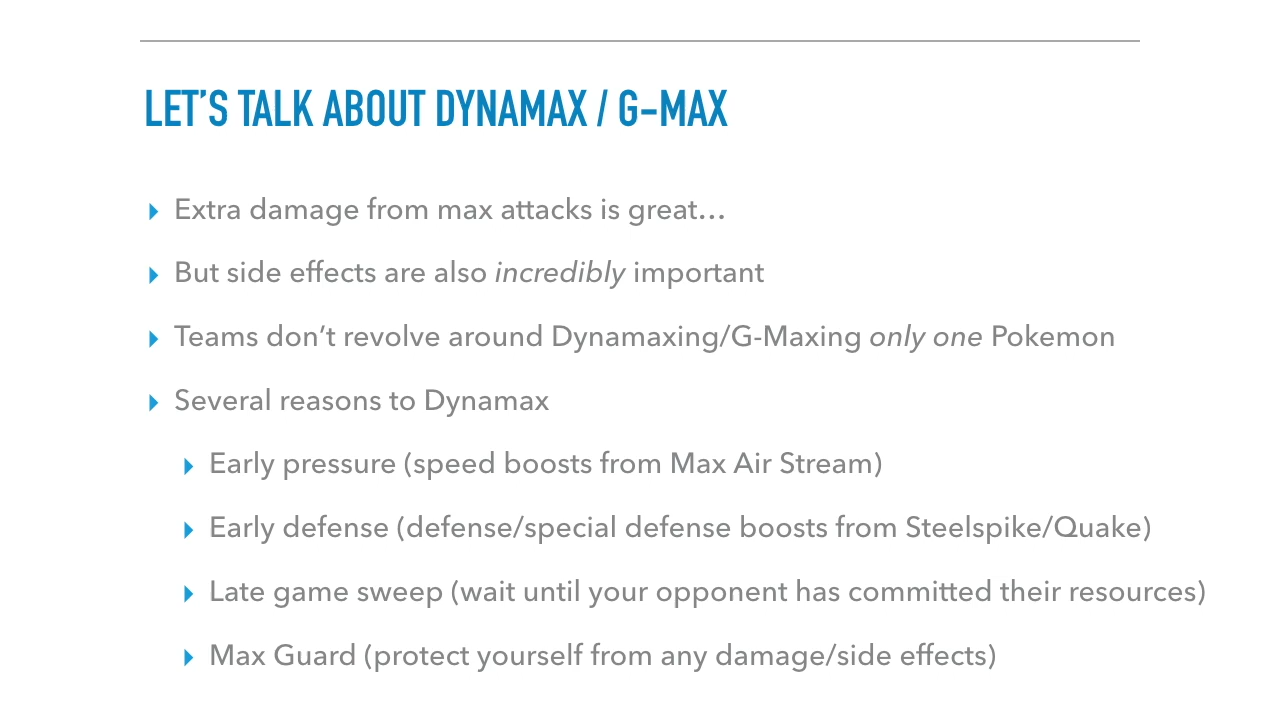 LET’S TALK ABOUT DYNAMAX / G-MAX
Extra damage from max attacks is great…
But side effects are also incredibly important
Teams don’t revolve around Dynamaxing/G-Maxing only one Pokemon
Several reasons to Dynamax
Early pressure (speed boosts from Max Air Stream)
Early defense (defense/special defense boosts from Steelspike/Quake)
Late game sweep (wait until your opponent has committed their resources)
Max Guard (protect yourself from any damage/side effects)